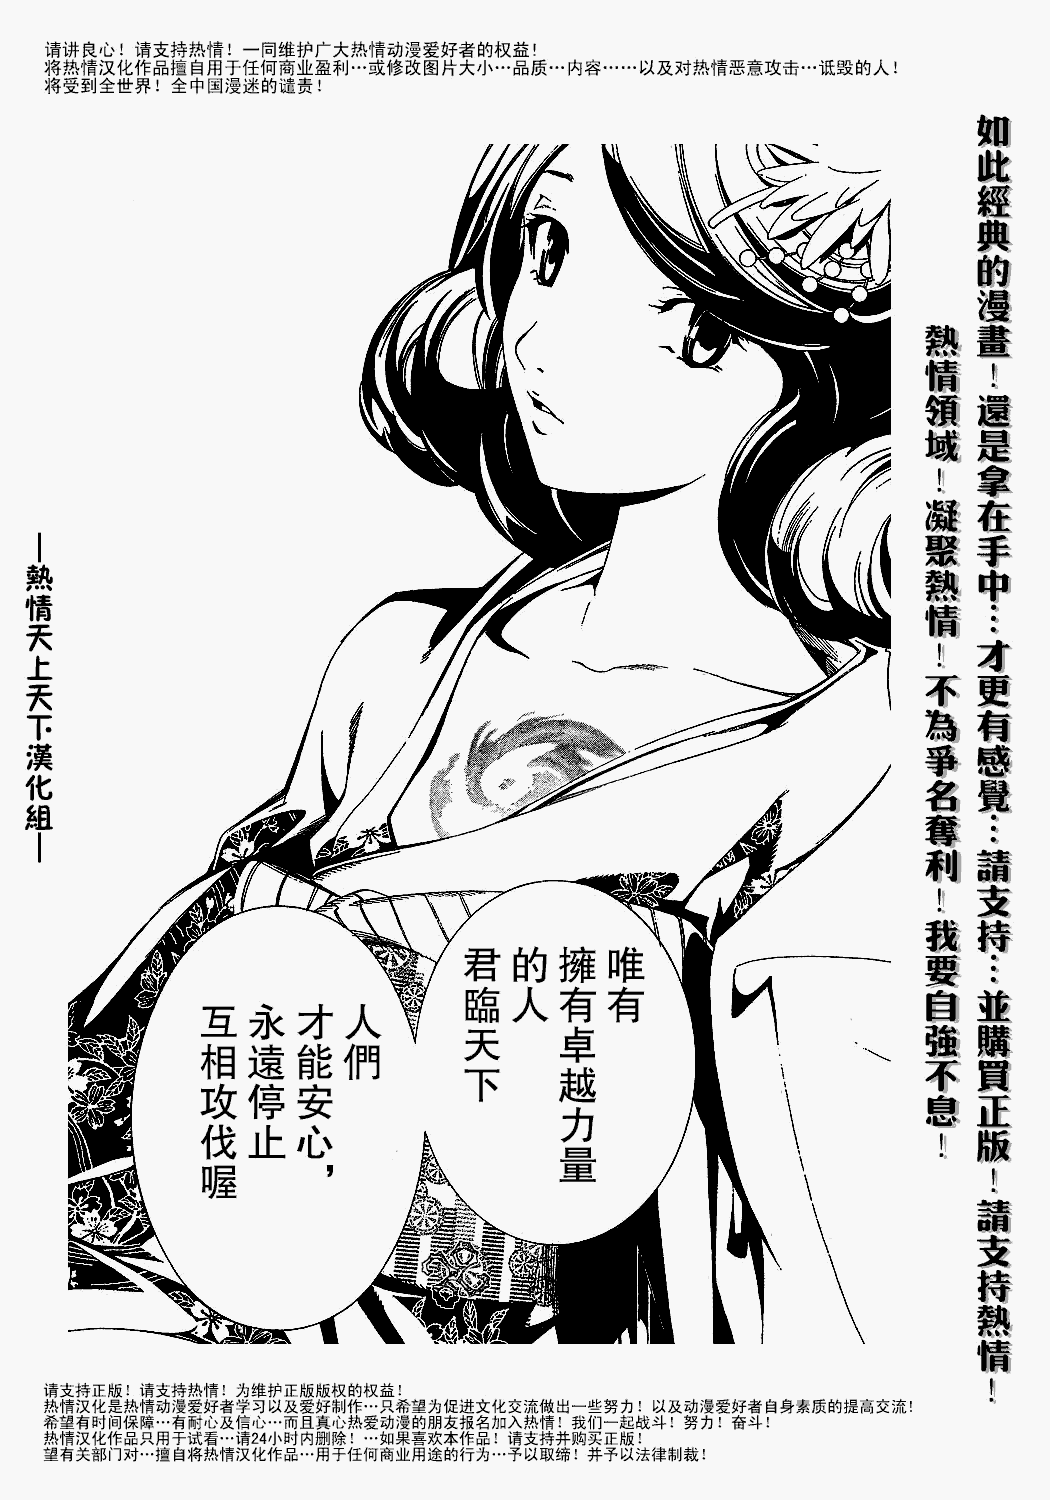 请讲良心！请支持热情！一同维护广大热情动漫爱好者的权益！
将热情汉化作品擅自用于任何商业盈利…或修改图片大小…品质…内容……以及对热情恶意攻击…诋毁的人！
将受到全世界！全中国漫迷的谴责！
如此經典的漫畫！還是拿在手中…才更有感覺…請支持…並購買正版！請支持熱情！
熱情領域！凝聚熱情！不為爭名奪利！我要自強不息！
唯有
擁有卓越力量
的人
君臨天下
人們
才能安心，
永遠停止
互相攻伐喔
—熱情天上天下漢化組—
请支持正版！请支持热情！为维护正版版权的权益！
热情汉化是热情动漫爱好者学习以及爱好制作…只希望为促进文化交流做出一些努力！以及动漫爱好者自身素质的提高交流！
希望有时间保障…有耐心及信心…而且真心热爱动漫的朋友报名加入热情！我们一起战斗！努力！奋斗！
热情汉化作品只用于试看…请24小时内删除！…如果喜欢本作品！请支持并购买正版！
望有关部门对…擅自将热情汉化作品…用于任何商业用途的行为…予以取缔！并予以法律制裁！